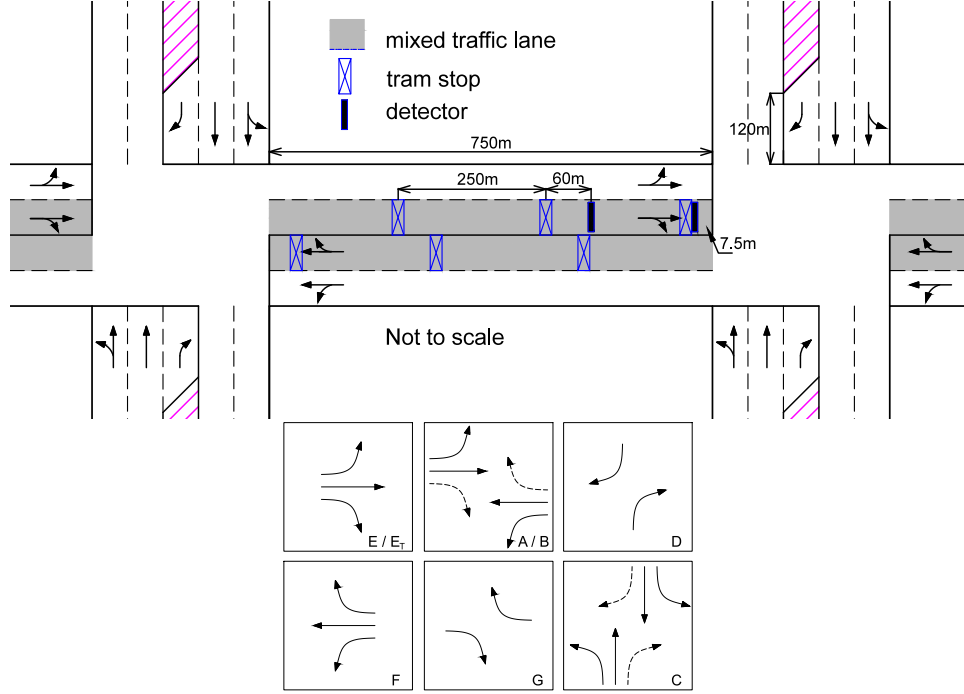 mixed traffic lane
tram stop
detector
120m
750m
250m
60m
7.5m
Not to scale
E / E_T
A / B
D
F
G
C